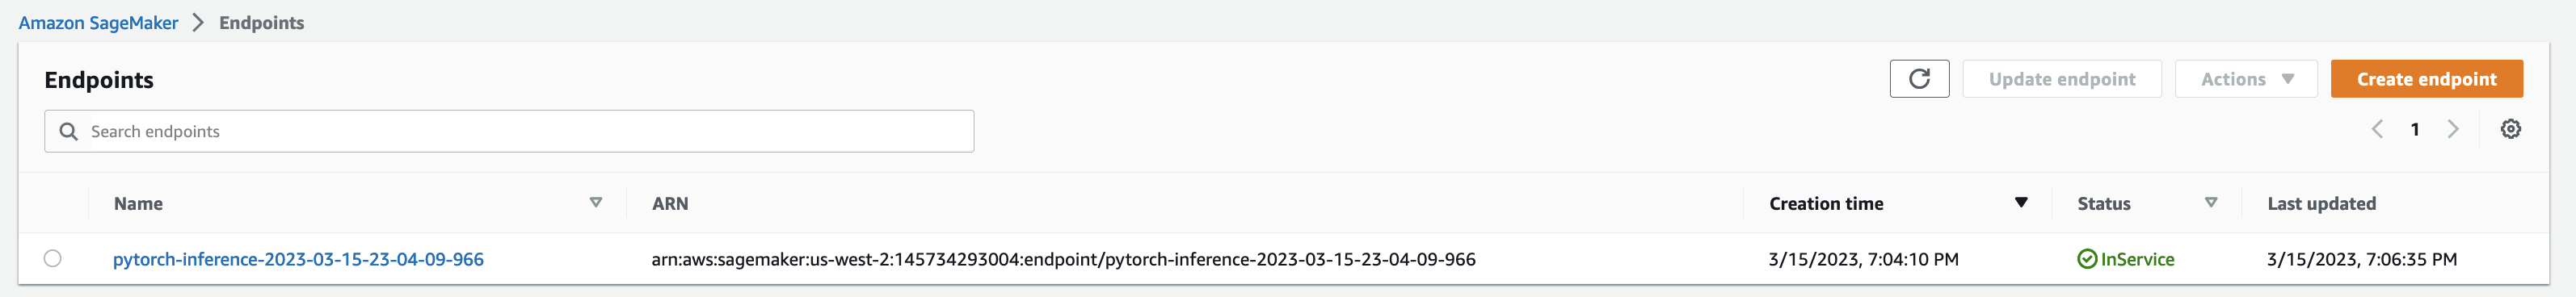 Amazon SageMaker > Endpoints
Endpoints
Update endpoint Actions Create endpoint
Search endpoints
1
Name ARN Creation time Status Last updated
pytorch-inference-2023-03-15-23-04-09-966 arn:aws:sagemaker:us-west-2:145734293004:endpoint/pytorch-inference-2023-03-15-23-04-09-966 3/15/2023, 7:04:10 PM InService 3/15/2023, 7:06:35 PM